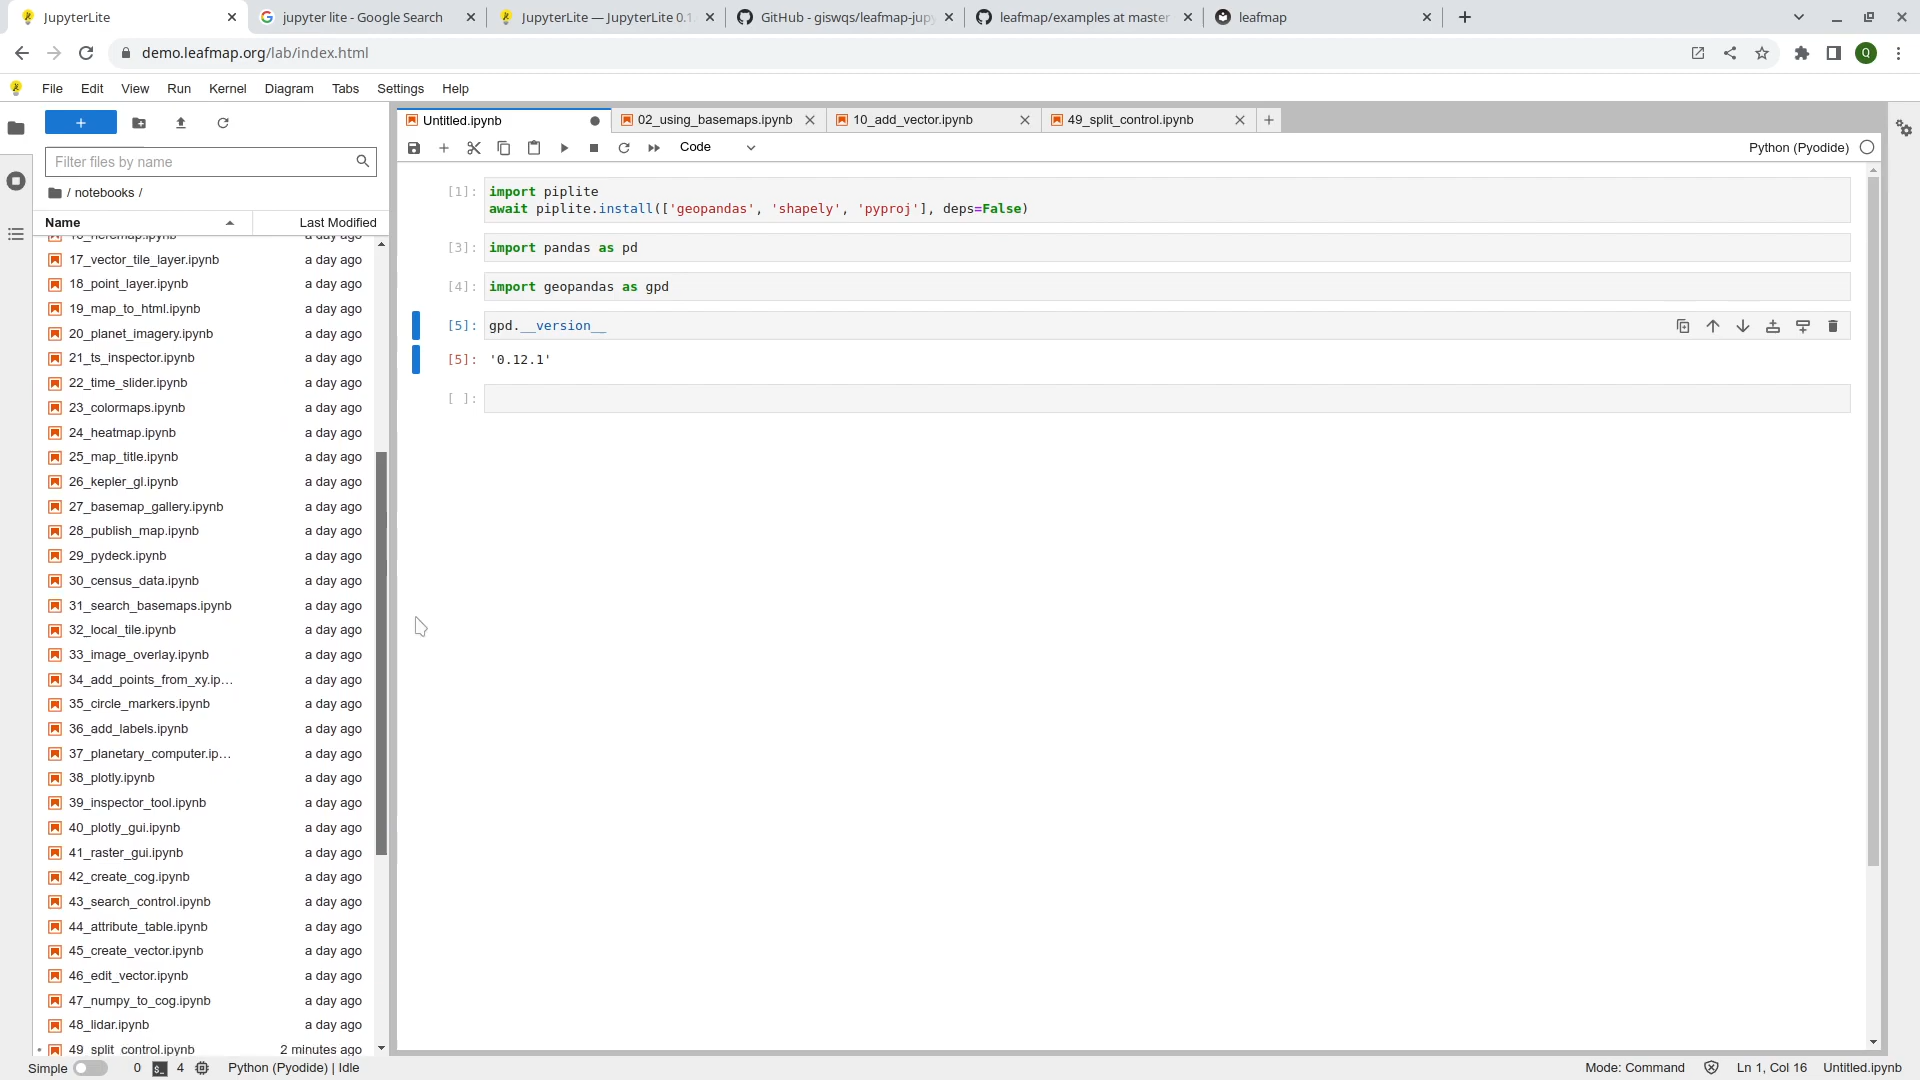 JupyterLite
jupyter lite - Google Search
JupyterLite — JupyterLite 0.1.
GitHub - giswqs/leafmap-jupy
leafmap/examples at master
leafmap
demo.leafmap.org/lab/index.html
Q
File Edit View Run Kernel Diagram Tabs Settings Help
Filter files by name
/ notebooks /
Name Last Modified
17_vector_tile_layer.ipynb a day ago
18_point_layer.ipynb a day ago
19_map_to_html.ipynb a day ago
20_planet_imagery.ipynb a day ago
21_ts_inspector.ipynb a day ago
22_time_slider.ipynb a day ago
23_colormaps.ipynb a day ago
24_heatmap.ipynb a day ago
25_map_title.ipynb a day ago
26_kepler_gl.ipynb a day ago
27_basemap_gallery.ipynb a day ago
28_publish_map.ipynb a day ago
29_pydeck.ipynb a day ago
30_census_data.ipynb a day ago
31_search_basemaps.ipynb a day ago
32_local_tile.ipynb a day ago
33_image_overlay.ipynb a day ago
34_add_points_from_xy.ip... a day ago
35_circle_markers.ipynb a day ago
36_add_labels.ipynb a day ago
37_planetary_computer.ip... a day ago
38_plotly.ipynb a day ago
39_inspector_tool.ipynb a day ago
40_plotly_gui.ipynb a day ago
41_raster_gui.ipynb a day ago
42_create_cog.ipynb a day ago
43_search_control.ipynb a day ago
44_attribute_table.ipynb a day ago
45_create_vector.ipynb a day ago
46_edit_vector.ipynb a day ago
47_numpy_to_cog.ipynb a day ago
48_lidar.ipynb a day ago
49_split_control.ipynb 2 minutes ago
Untitled.ipynb
02_using_basemaps.ipynb
10_add_vector.ipynb
49_split_control.ipynb
Code
Python (Pyodide)
[1]: import piplite
await piplite.install(['geopandas', 'shapely', 'pyproj'], deps=False)
[3]: import pandas as pd
[4]: import geopandas as gpd
[5]: gpd.__version__
[5]: '0.12.1'
[ ]:
Simple 0 4 Python (Pyodide) | Idle
Mode: Command Ln 1, Col 16 Untitled.ipynb